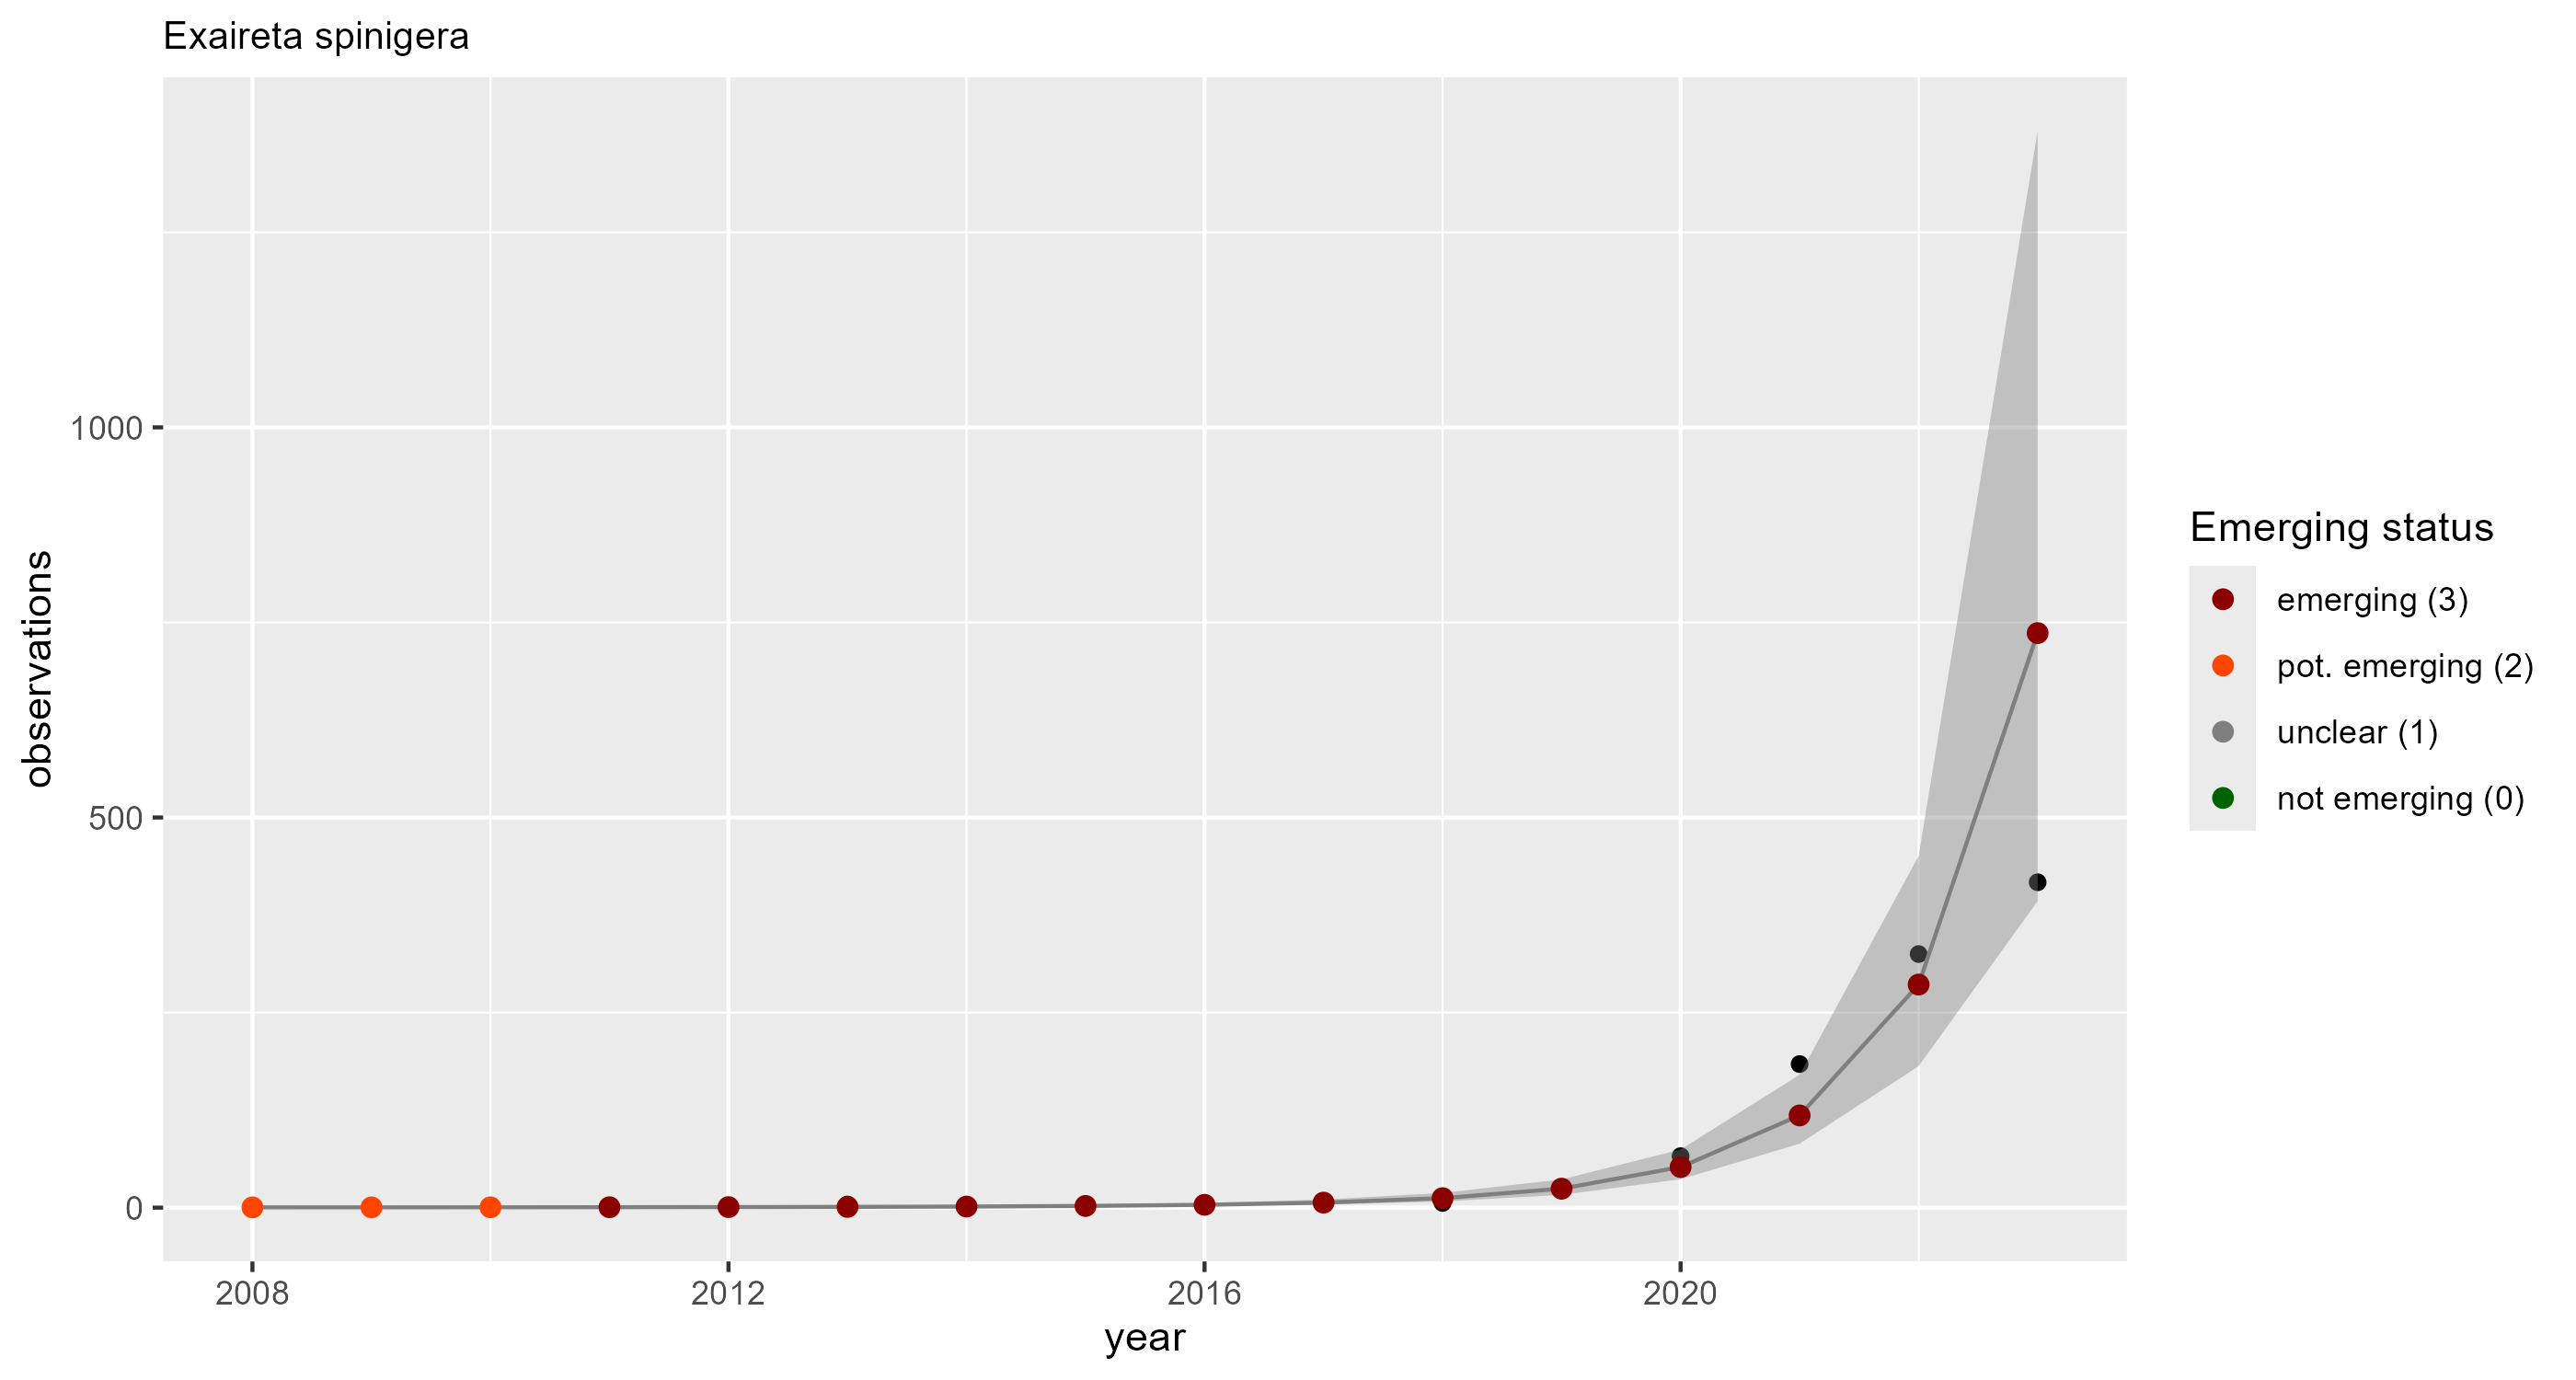 Exaireta spinigera
observations
1000
500
0
2008
2012
2016
2020
year
Emerging status
emerging (3)
pot. emerging (2)
unclear (1)
not emerging (0)